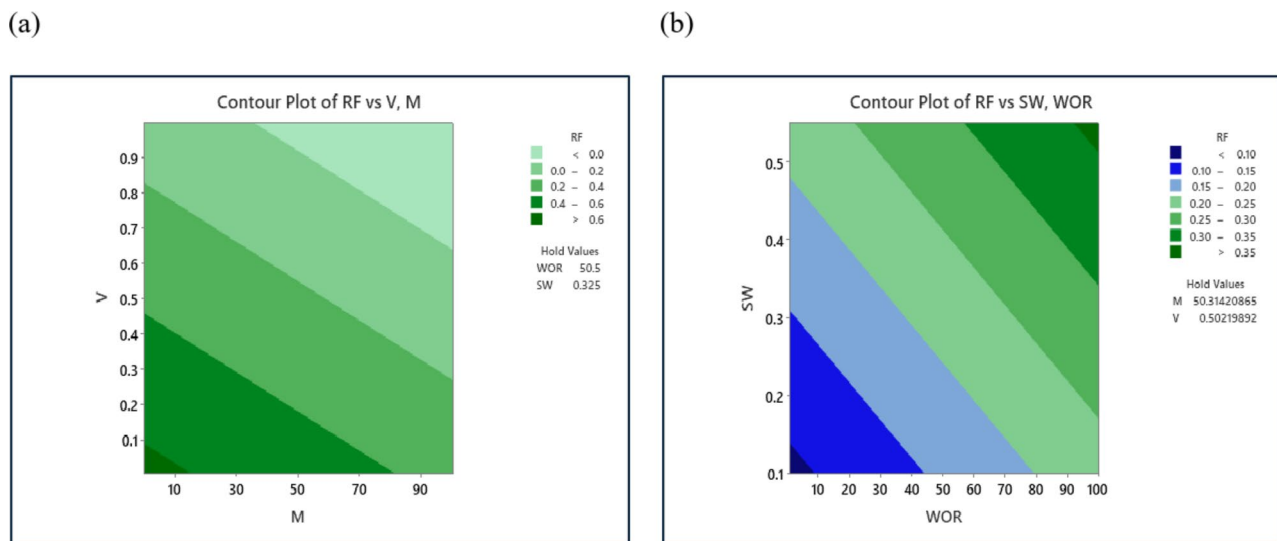 (a)
Contour Plot of RF vs V, M
RF
< 0.0
0.0 – 0.2
0.2 – 0.4
0.4 – 0.6
> 0.6
Hold Values
WOR 50.5
SW 0.325
V
0.9
0.8
0.7
0.6
0.5
0.4
0.3
0.2
0.1
10 30 50 70 90
M
(b)
Contour Plot of RF vs SW, WOR
RF
< 0.10
0.10 – 0.15
0.15 – 0.20
0.20 – 0.25
0.25 – 0.30
0.30 – 0.35
> 0.35
Hold Values
M 50.31420865
V 0.50219892
SW
0.5
0.4
0.3
0.2
0.1
10 20 30 40 50 60 70 80 90 100
WOR